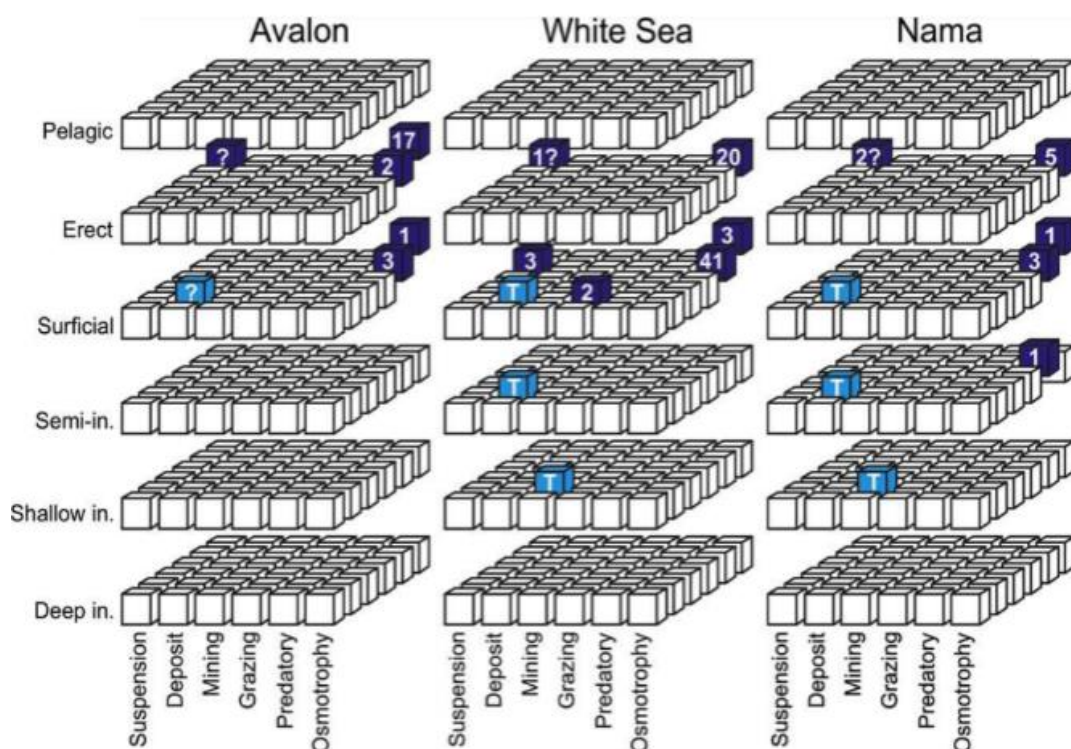 Avalon White Sea Nama
Pelagic
? 17 1? 20 2? 5
2
Erect
1 3 1
3 3 41 3
? T 2 T
Surficial
1
T T
Semi-in.
T T
Shallow in.
Deep in.
Suspension Deposit Mining Grazing Predatory Osmotrophy Suspension Deposit Mining Grazing Predatory Osmotrophy Suspension Deposit Mining Grazing Predatory Osmotrophy